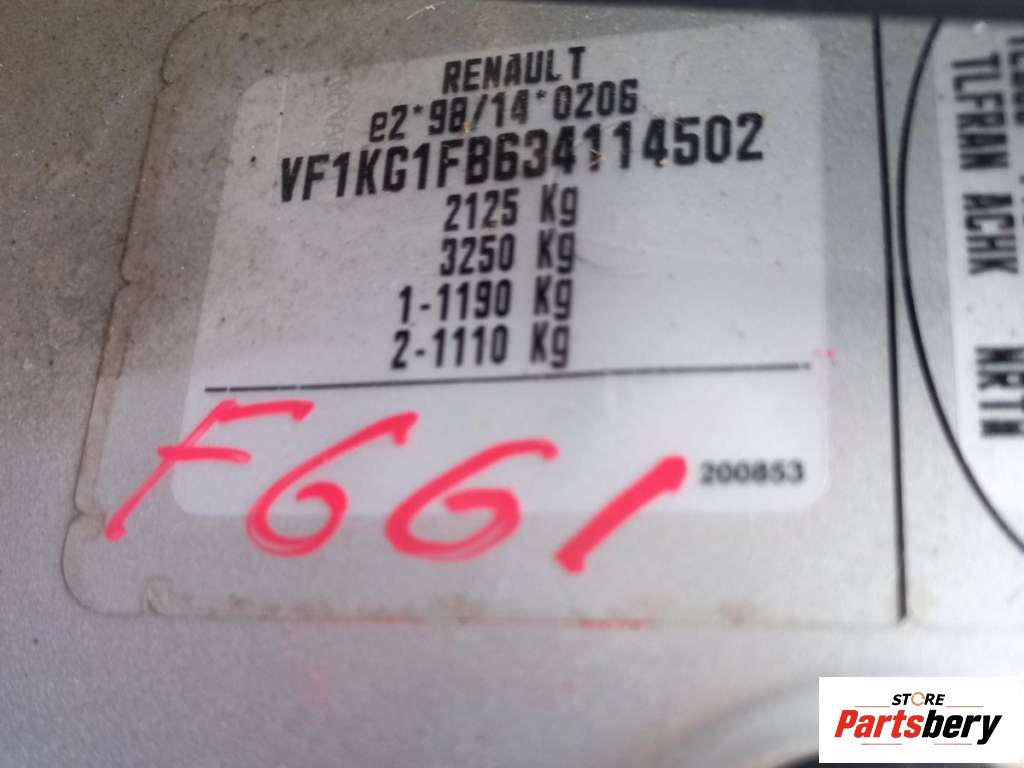 RENAULT
e2*98/14*0206
VF1KG1FB634114502
2125 Kg
3250 Kg
1-1190 Kg
2-1110 Kg
F661
200853
TLFRAN ACHK NRTH
STORE
Partsbery